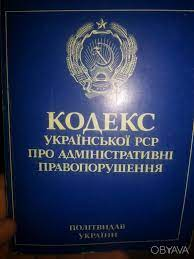 КОДЕКС
УКРАЇНСЬКОЇ РСР
ПРО АДМІНІСТРАТИВНІ
ПРАВОПОРУШЕННЯ
ПОЛІТВИДАВ
УКРАЇНИ
OBYAVA